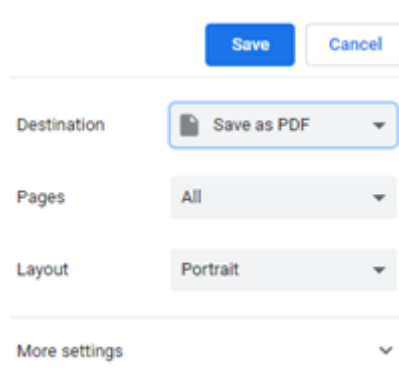 Save Cancel
Destination Save as PDF
Pages All
Layout Portrait
More settings